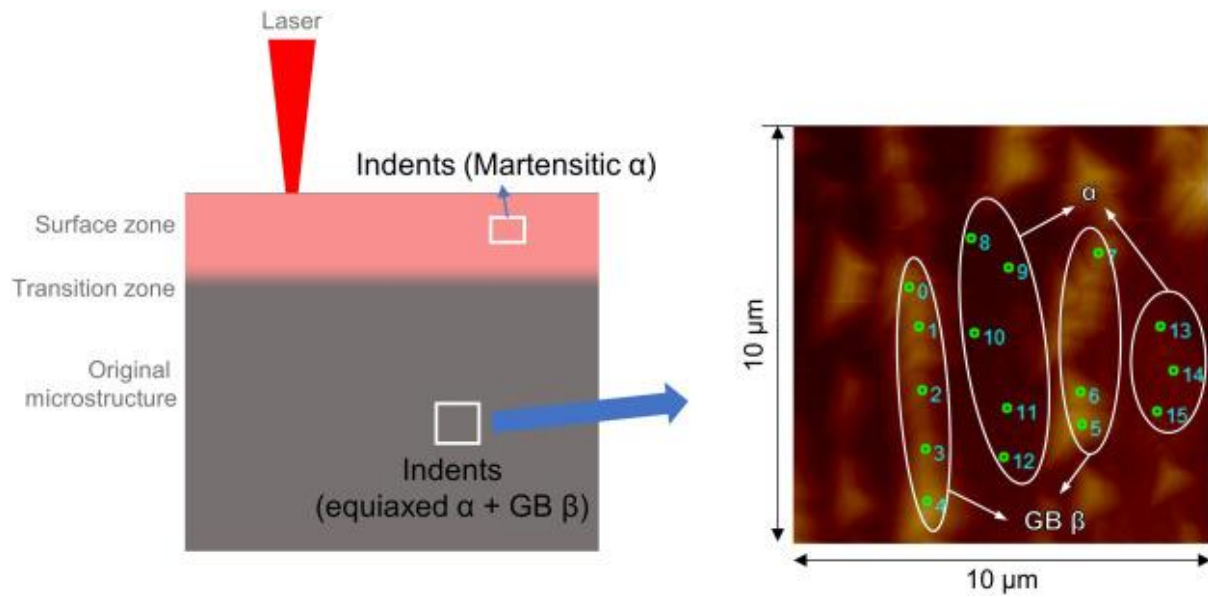 Laser
Indents (Martensitic α)
Surface zone
Transition zone
Original
microstructure
Indents
(equiaxed α + GB β)
10 µm
α
8
7
9
0
1
10
13
14
2
6
11
15
5
3
12
4
GB β
10 µm